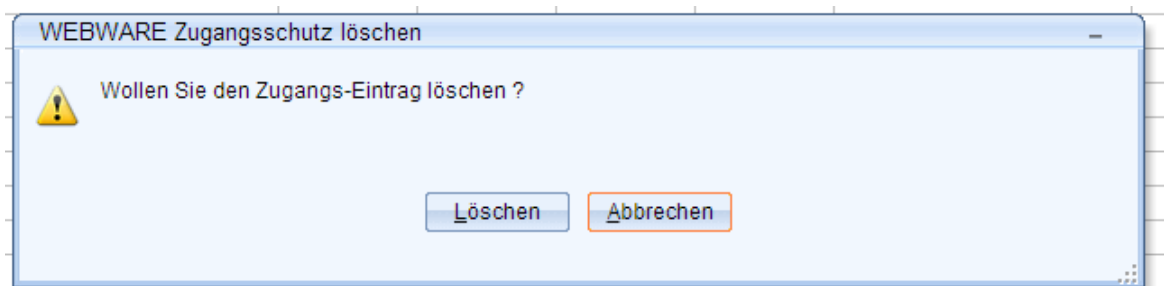 WEBWARE Zugangsschutz löschen
Wollen Sie den Zugangs-Eintrag löschen ?
Löschen Abbrechen